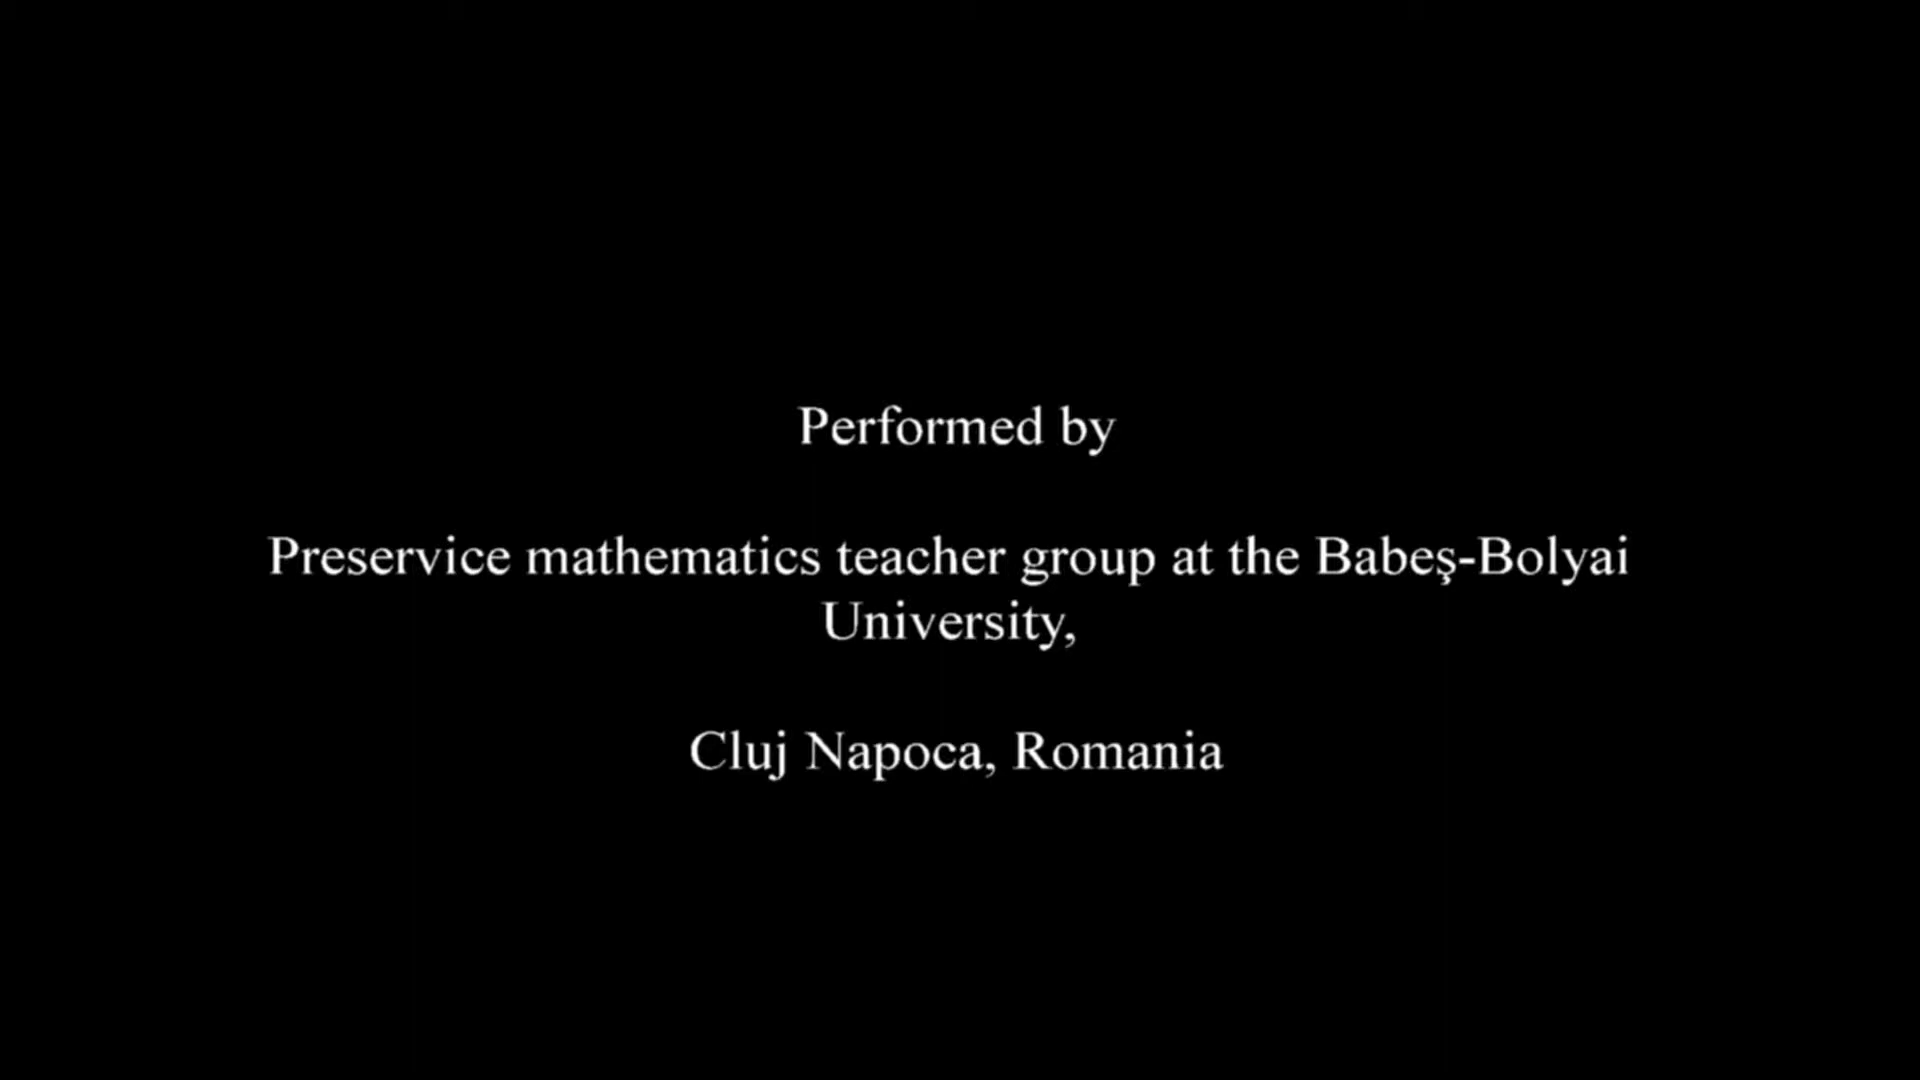 Performed by
Preservice mathematics teacher group at the Babeş-Bolyai
University,
Cluj Napoca, Romania